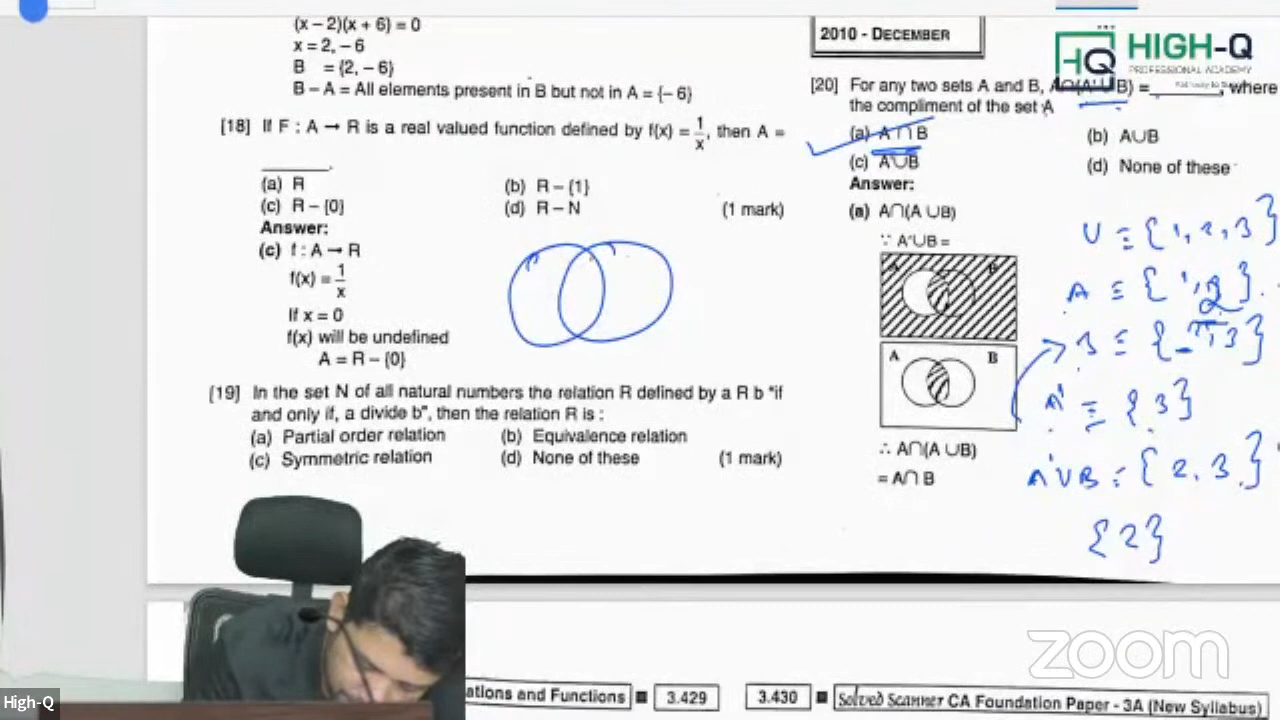 (x – 2)(x + 6) = 0
x = 2, – 6
B = {2, – 6}
B – A = All elements present in B but not in A = {– 6}
[18] If F : A → R is a real valued function defined by f(x) = 1/x, then A =
______.
(a) R
(b) R – {1}
(c) R – {0}
(d) R – N (1 mark)
Answer:
(c) f : A → R
f(x) = 1/x
If x = 0
f(x) will be undefined
A = R – {0}
[19] In the set N of all natural numbers the relation R defined by a R b "if
and only if, a divide b", then the relation R is :
(a) Partial order relation
(b) Equivalence relation
(c) Symmetric relation
(d) None of these (1 mark)
2010 - DECEMBER
HQ
HIGH-Q
PROFESSIONAL ACADEMY
[20] For any two sets A and B, A∩(A'∪B) = ______, where
the compliment of the set A
(a) A∩B
(b) A∪B
(c) A'∪B
(d) None of these
Answer:
(a) A∩(A ∪B)
∵ A'∪B =
A B
A B
∴ A∩(A ∪B)
= A∩B
U ≡ {1, 2, 3}
A ≡ {1, 2}
B ≡ {2, 3}
A' ≡ {3}
A'∪B = {2, 3}
{2}
zoom
High-Q
ations and Functions ■ 3.429
3.430 ■ Solved Scanner CA Foundation Paper - 3A (New Syllabus)